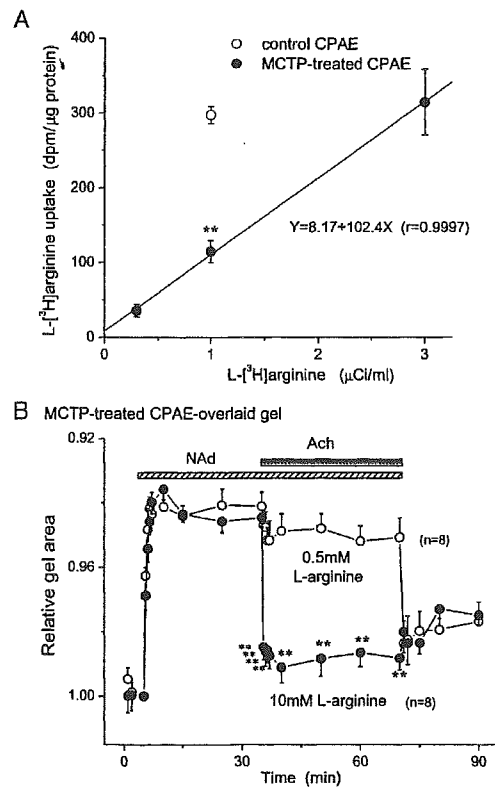 A
400
300
200
100
0
L-[³H]arginine uptake (dpm/µg protein)
control CPAE
MCTP-treated CPAE
**
Y=8.17+102.4X (r=0.9997)
0 1 2 3
L-[³H]arginine (µCi/ml)
B MCTP-treated CPAE-overlaid gel
0.92
0.96
1.00
Relative gel area
Ach
NAd
(n=8)
0.5mM
L-arginine
**
**
**
**
** ** ** **
10mM L-arginine (n=8)
0 30 60 90
Time (min)